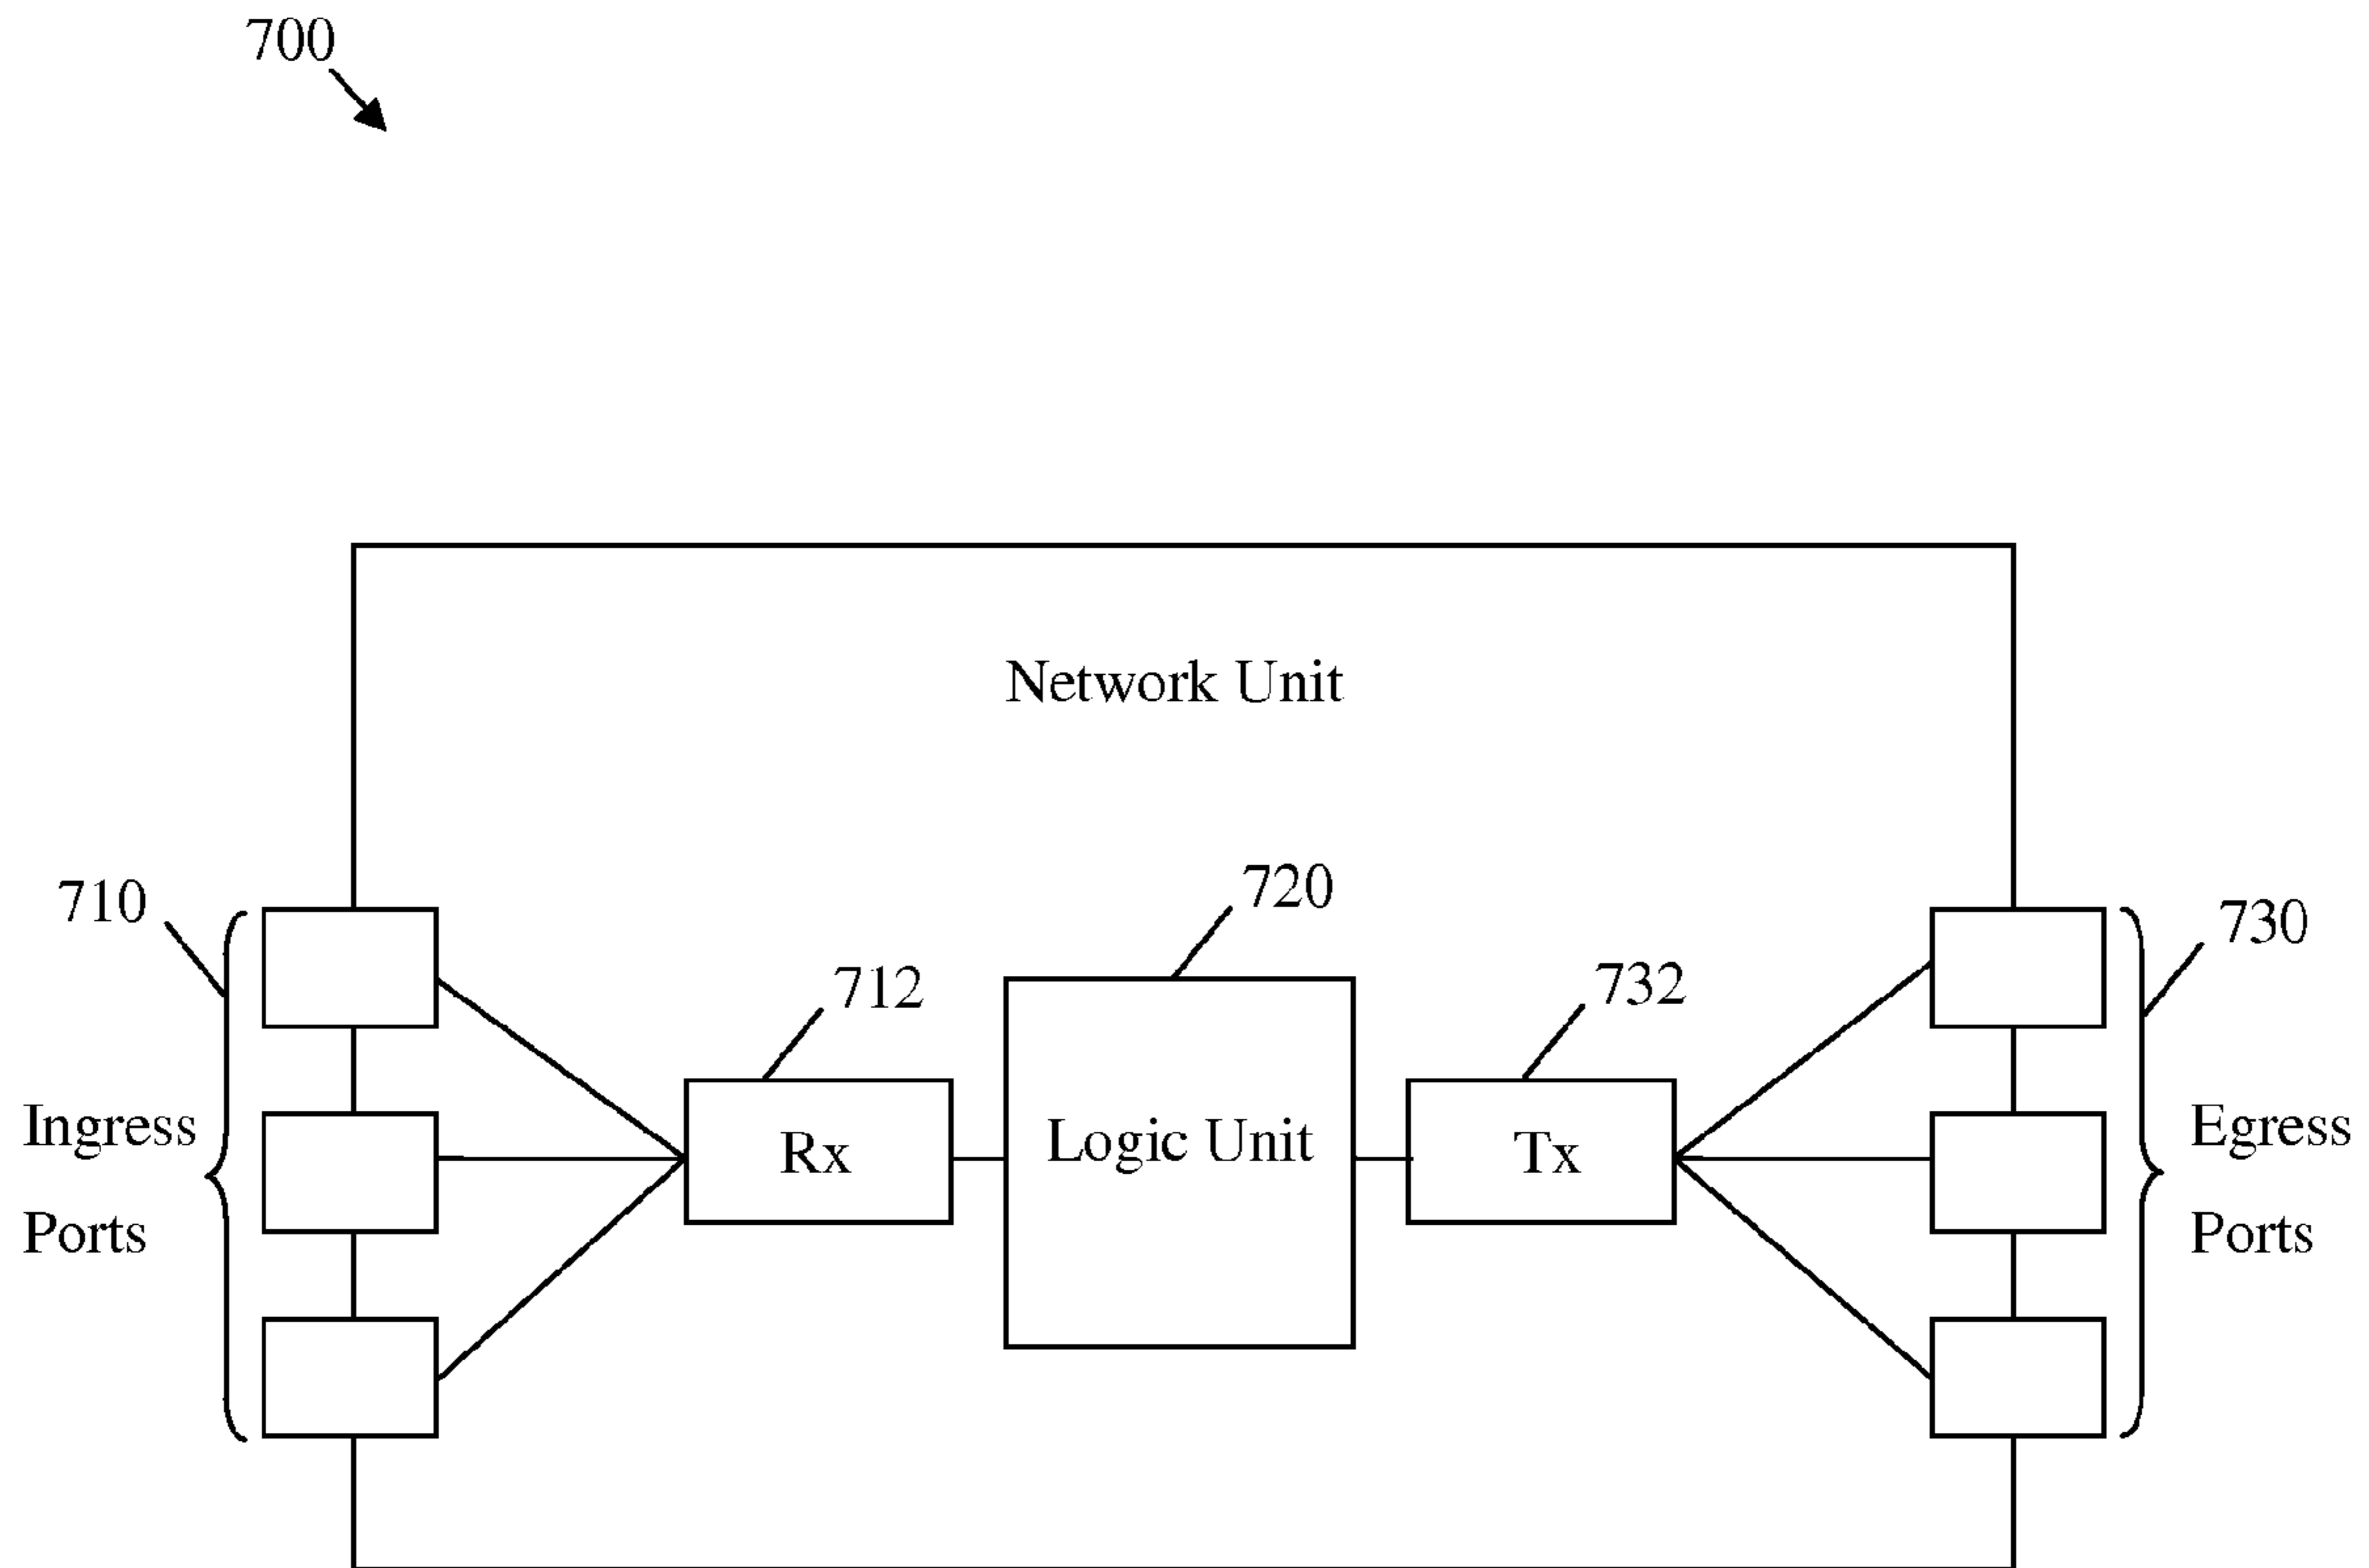 700
Network Unit
710
720
730
712
732
Ingress
Ports
Rx
Logic Unit
Tx
Egress
Ports